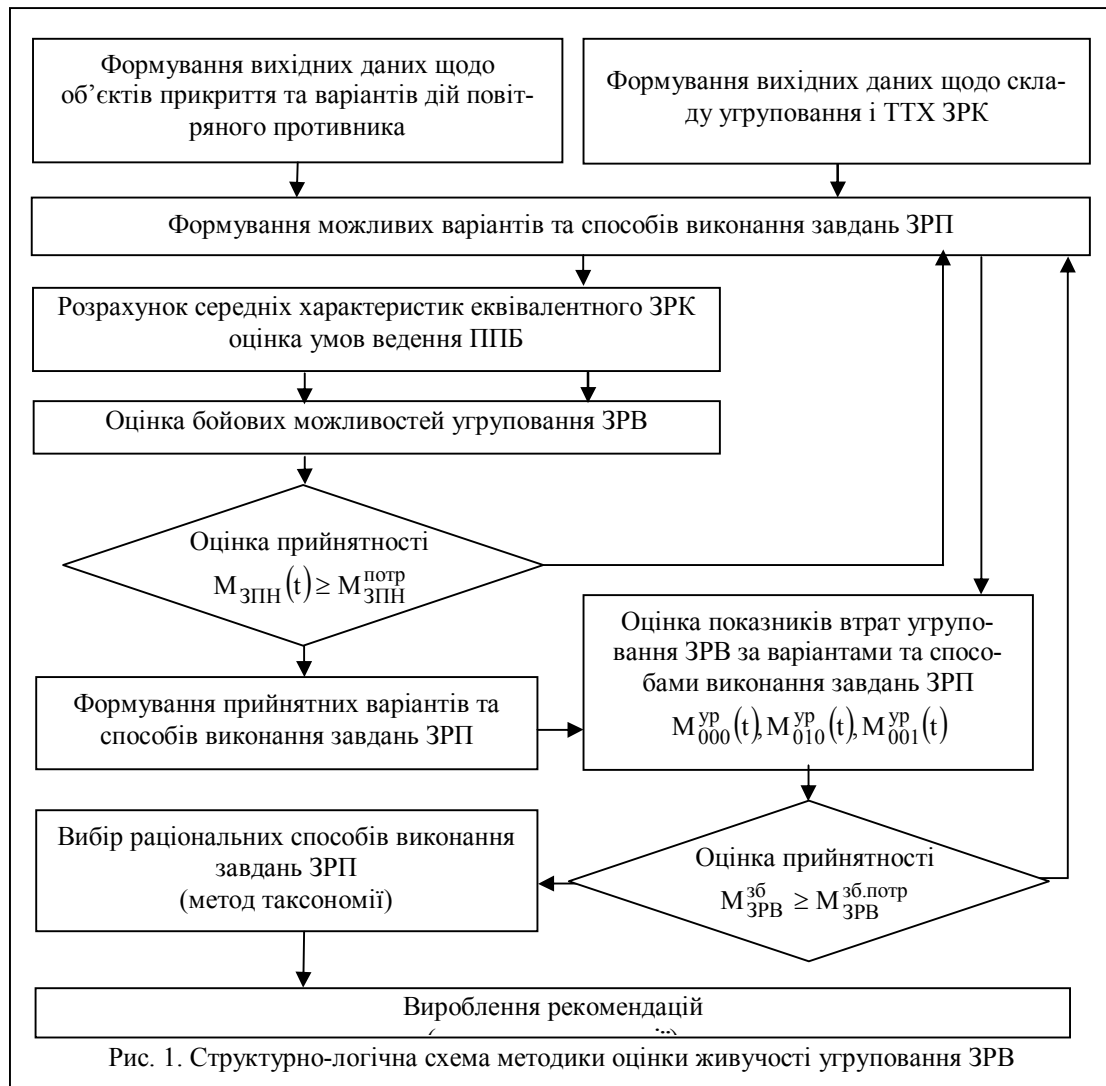 Формування вихідних даних щодо
об’єктів прикриття та варіантів дій повіт-
ряного противника
Формування вихідних даних щодо скла-
ду угруповання і ТТХ ЗРК
Формування можливих варіантів та способів виконання завдань ЗРП
Розрахунок середніх характеристик еквівалентного ЗРК
оцінка умов ведення ППБ
Оцінка бойових можливостей угруповання ЗРВ
Оцінка прийнятності
M_ЗПН(t) ≥ M_ЗПН^потр
Оцінка показників втрат угрупо-
вання ЗРВ за варіантами та спосо-
бами виконання завдань ЗРП
M_000^ур(t), M_010^ур(t), M_001^ур(t)
Формування прийнятних варіантів та
способів виконання завдань ЗРП
Вибір раціональних способів виконання
завдань ЗРП
(метод таксономії)
Оцінка прийнятності
M_ЗРВ^зб ≥ M_ЗРВ^зб.потр
Вироблення рекомендацій
Рис. 1. Структурно-логічна схема методики оцінки живучості угруповання ЗРВ